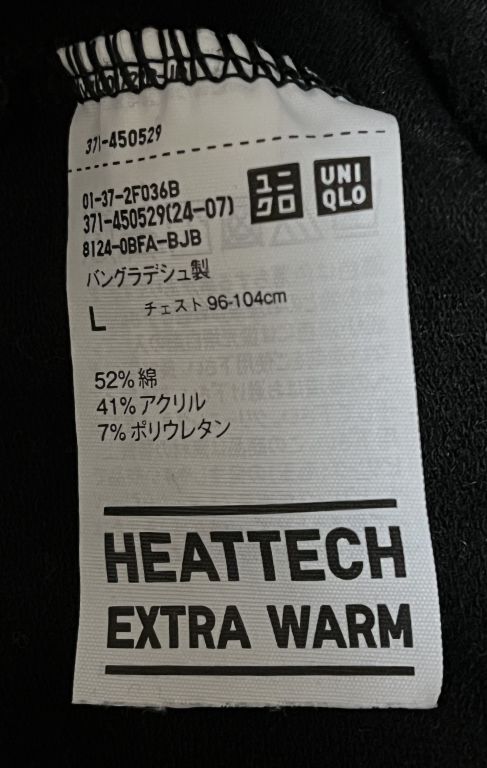 371-450529
01-37-2F036B
371-450529(24-07)
8124-0BFA-BJB
ユニクロ
UNIQLO
バングラデシュ製
L チェスト 96-104cm
52% 綿
41% アクリル
7% ポリウレタン
HEATTECH
EXTRA WARM